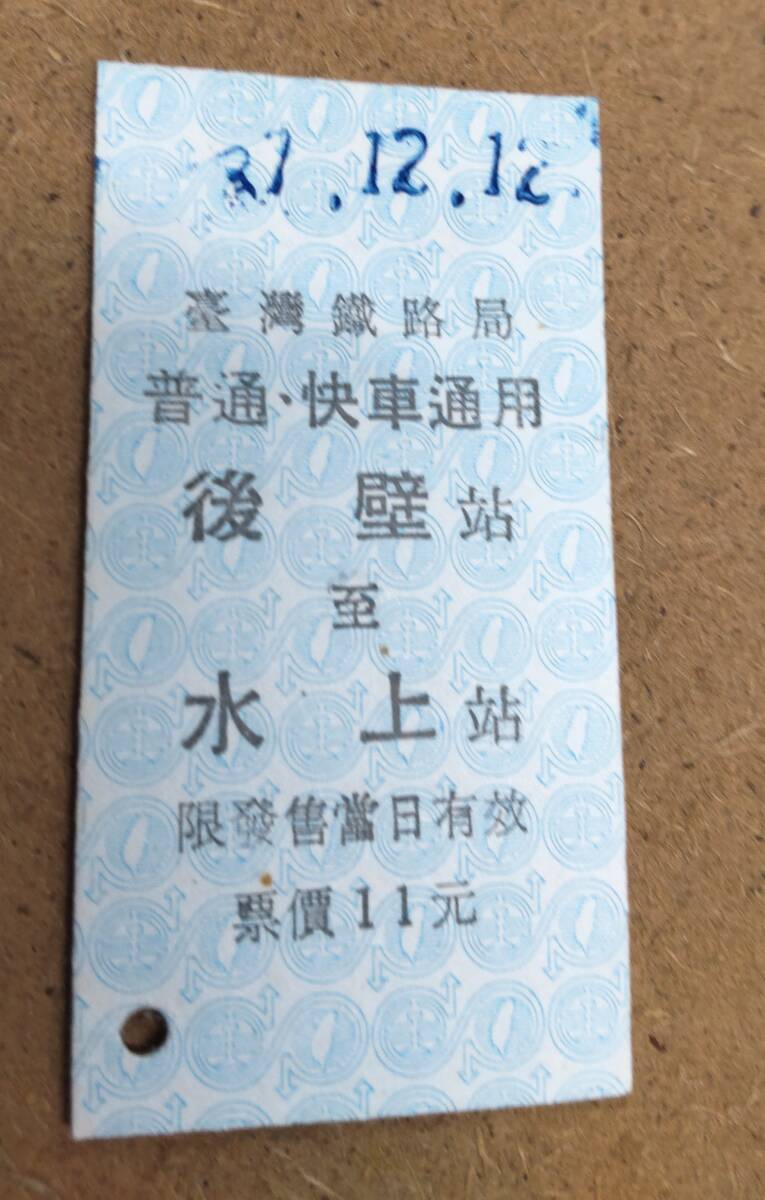 .12.12
臺灣鐵路局
普通、快車通用
後壁站
至
水上站
限發售當日有效
票價11元